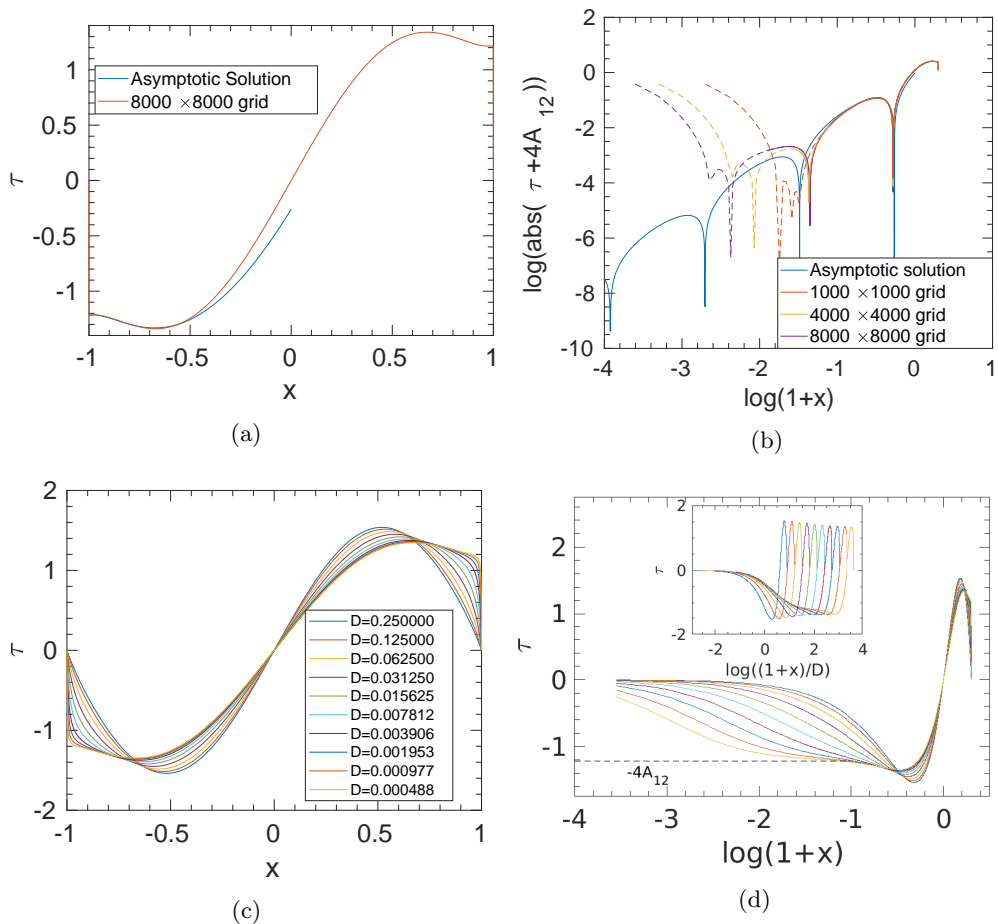 1
0.5
0
-0.5
-1
τ
-1
-0.5
0
0.5
1
x
Asymptotic Solution
8000 ×8000 grid
(a)
2
0
-2
-4
-6
-8
-10
log(abs( τ +4A 12))
-4
-3
-2
-1
0
1
log(1+x)
Asymptotic solution
1000 ×1000 grid
4000 ×4000 grid
8000 ×8000 grid
(b)
2
1
0
-1
-2
τ
-1
-0.5
0
0.5
1
x
D=0.250000
D=0.125000
D=0.062500
D=0.031250
D=0.015625
D=0.007812
D=0.003906
D=0.001953
D=0.000977
D=0.000488
(c)
2
1
0
-1
τ
-4
-3
-2
-1
0
1
log(1+x)
-4A12
2
0
-2
τ
-2
0
2
4
log((1+x)/D)
(d)